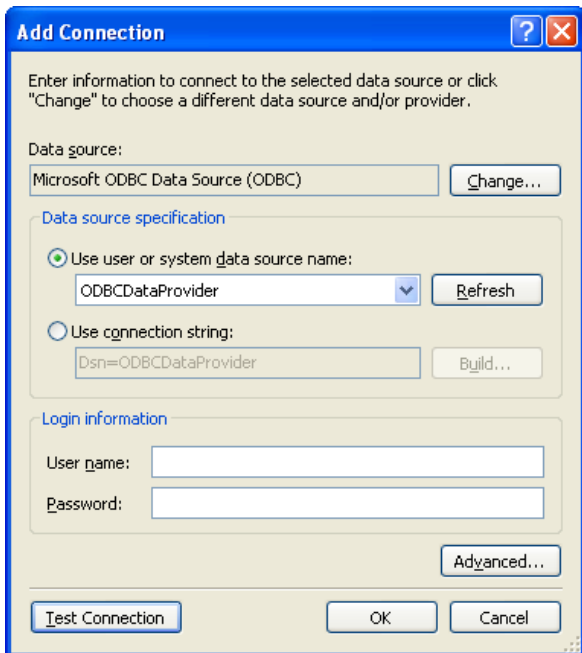 Add Connection
Enter information to connect to the selected data source or click
"Change" to choose a different data source and/or provider.
Data source:
Microsoft ODBC Data Source (ODBC)
Change...
Data source specification
Use user or system data source name:
ODBCDataProvider
Refresh
Use connection string:
Dsn=ODBCDataProvider
Build...
Login information
User name:
Password:
Advanced...
Test Connection
OK
Cancel